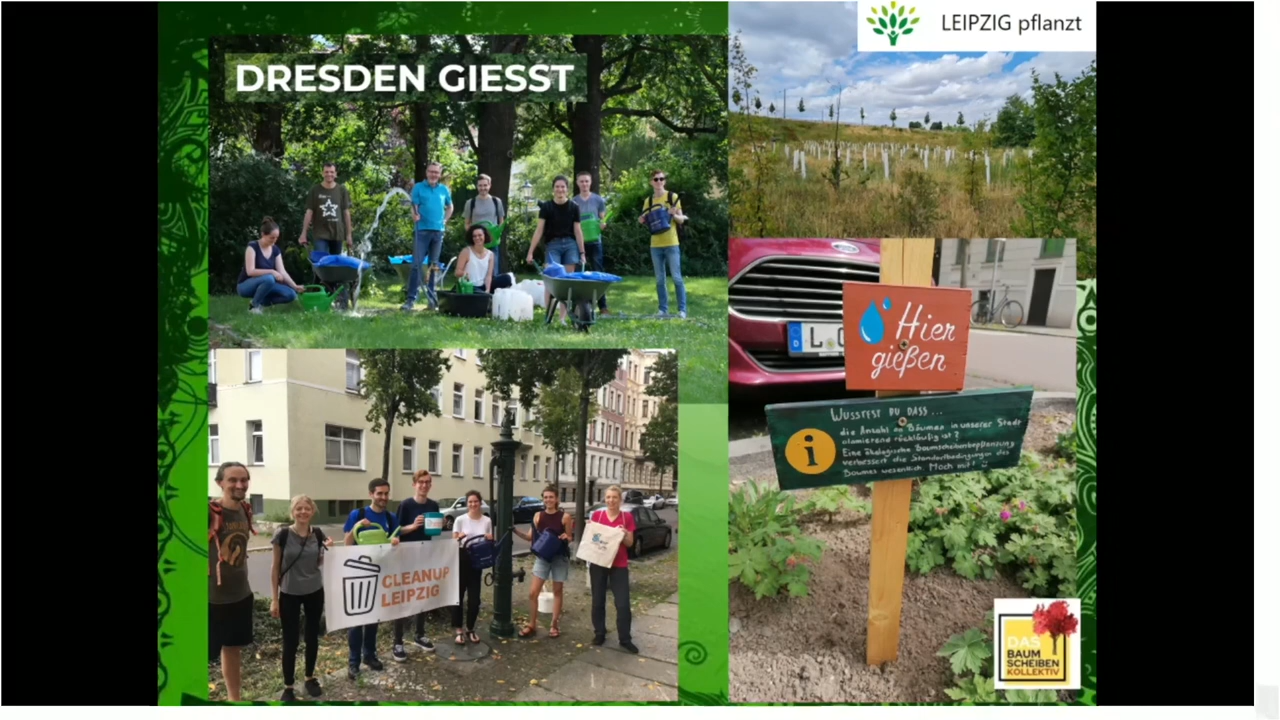 DRESDEN GIESST
LEIPZIG pflanzt
Hier
gießen
WUSSTEST DU DASS ...
die Anzahl an Bäumen in unserer Stadt
alamierend rückläufig ist?
Eine ökologische Baumscheibenbepflanzung
verbessert die Standortbedingungen des
Baumes wesentlich. Mach mit!
i
CLEANUP
LEIPZIG
DAS
BAUM
SCHEIBEN
KOLLEKTIV